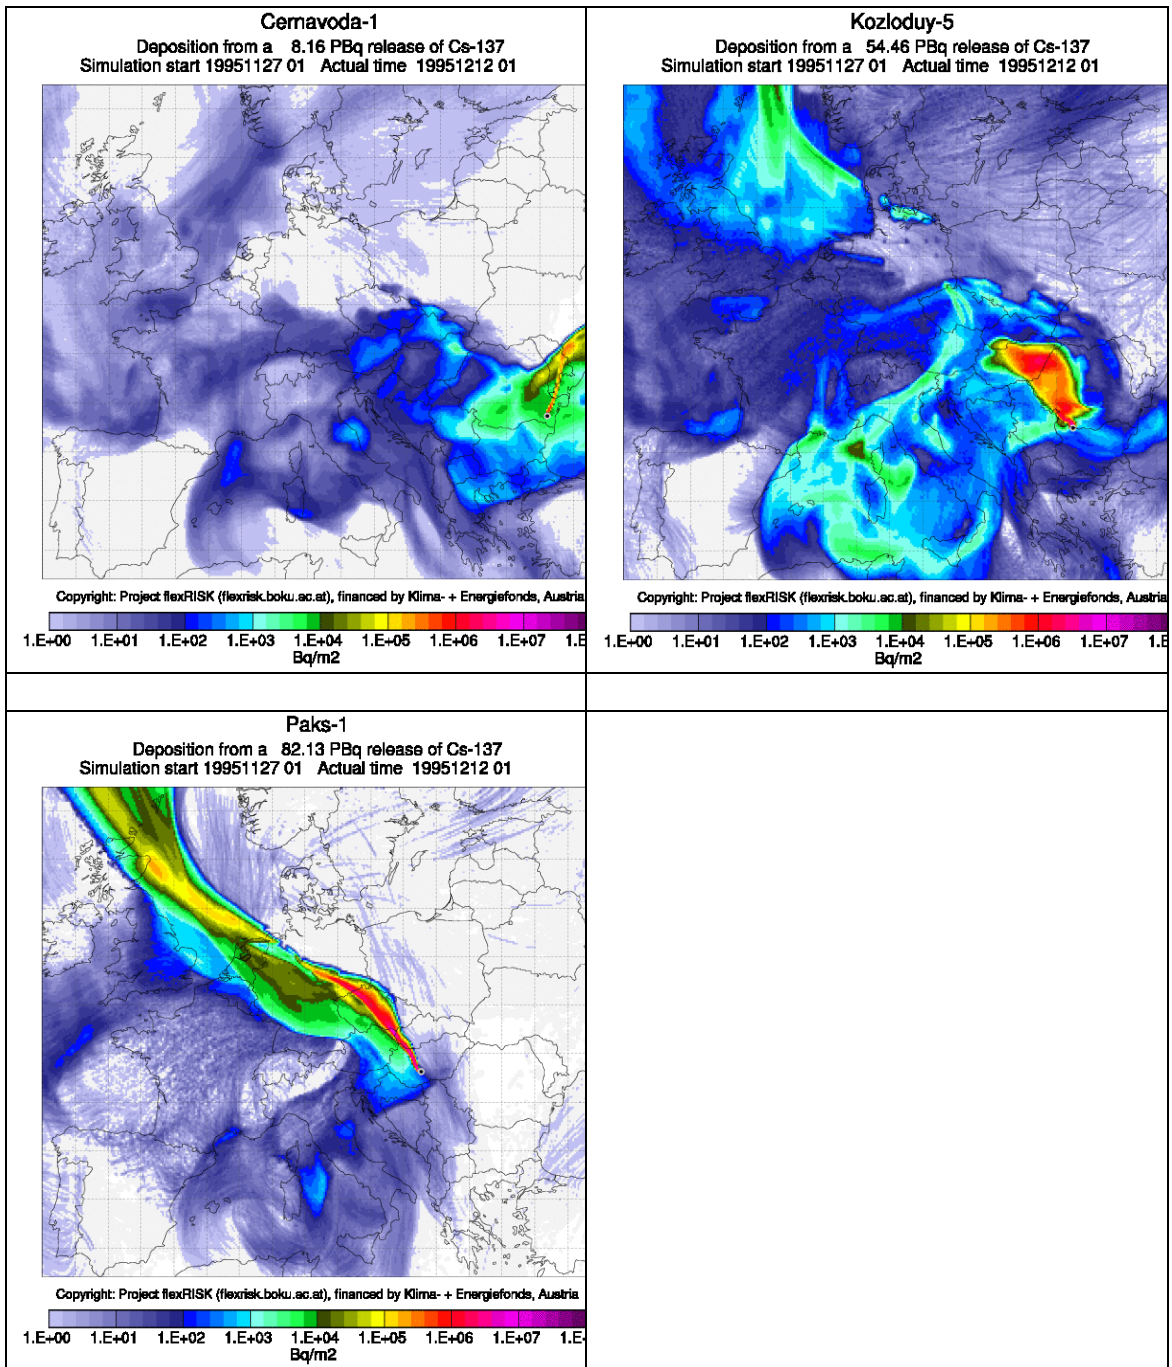 Cernavoda-1
Deposition from a 8.16 PBq release of Cs-137
Simulation start 19951127 01 Actual time 19951212 01
Copyright: Project flexRISK (flexrisk.boku.ac.at), financed by Klima- + Energiefonds, Austria
1.E+00 1.E+01 1.E+02 1.E+03 1.E+04 1.E+05 1.E+06 1.E+07 1.E
Bq/m2
Kozloduy-5
Deposition from a 54.46 PBq release of Cs-137
Simulation start 19951127 01 Actual time 19951212 01
Copyright: Project flexRISK (flexrisk.boku.ac.at), financed by Klima- + Energiefonds, Austria
1.E+00 1.E+01 1.E+02 1.E+03 1.E+04 1.E+05 1.E+06 1.E+07 1.E
Bq/m2
Paks-1
Deposition from a 82.13 PBq release of Cs-137
Simulation start 19951127 01 Actual time 19951212 01
Copyright: Project flexRISK (flexrisk.boku.ac.at), financed by Klima- + Energiefonds, Austria
1.E+00 1.E+01 1.E+02 1.E+03 1.E+04 1.E+05 1.E+06 1.E+07 1.E+
Bq/m2